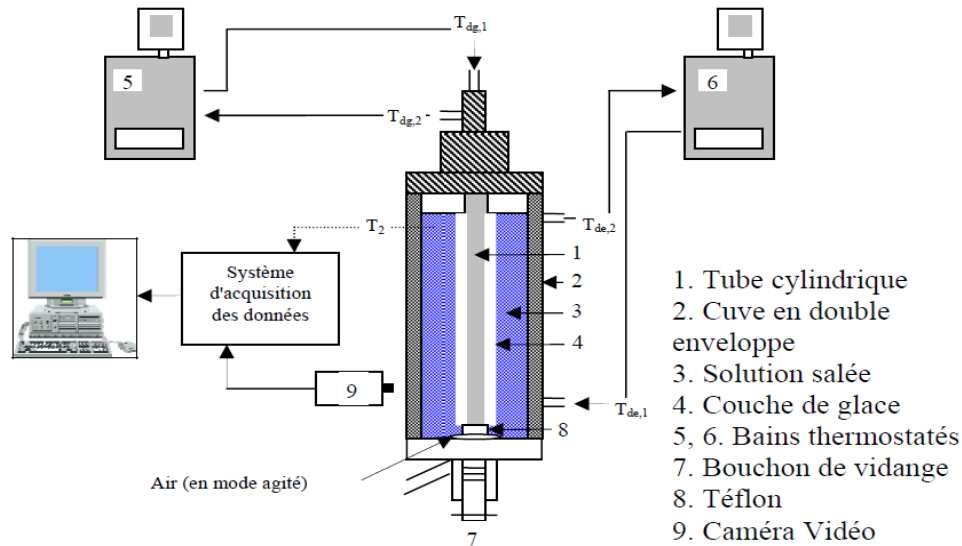 T_dg,1
5
6
T_dg,2
T_2
T_de,2
1
Système
d'acquisition
des données
2
3
4
9
T_de,1
8
Air (en mode agité)
7
1. Tube cylindrique
2. Cuve en double
enveloppe
3. Solution salée
4. Couche de glace
5, 6. Bains thermostatés
7. Bouchon de vidange
8. Téflon
9. Caméra Vidéo